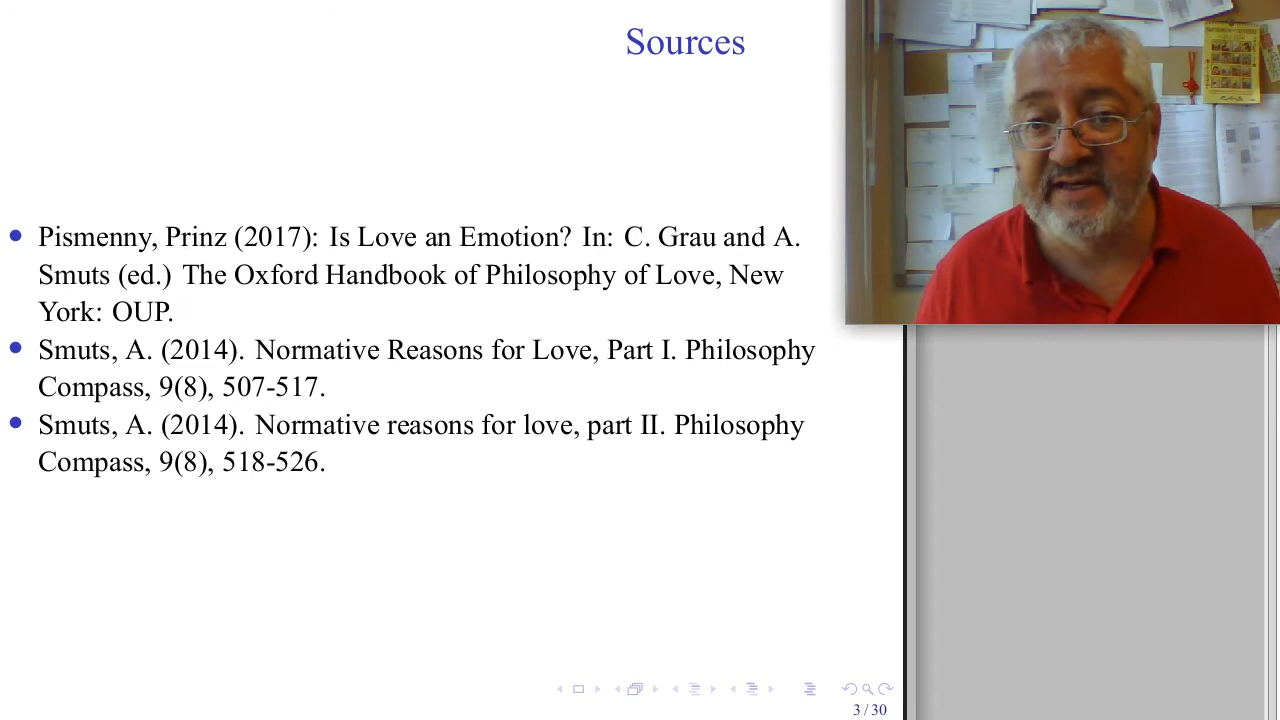 Sources
Pismenny, Prinz (2017): Is Love an Emotion? In: C. Grau and A.
Smuts (ed.) The Oxford Handbook of Philosophy of Love, New
York: OUP.
Smuts, A. (2014). Normative Reasons for Love, Part I. Philosophy
Compass, 9(8), 507-517.
Smuts, A. (2014). Normative reasons for love, part II. Philosophy
Compass, 9(8), 518-526.
3 / 30